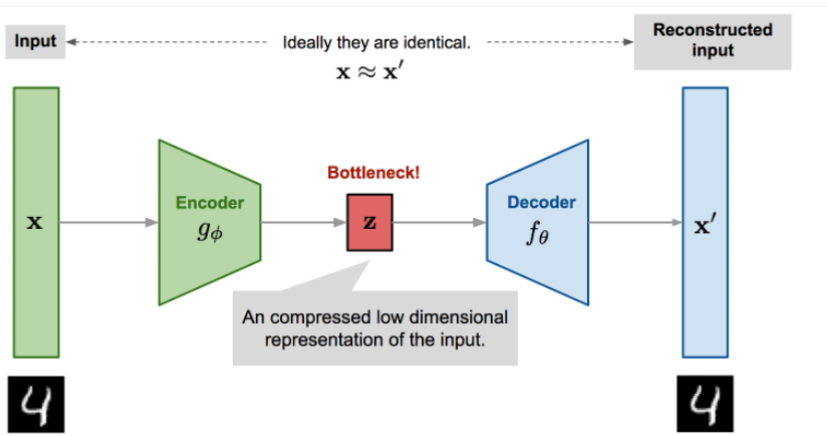 Input
Ideally they are identical.
x ≈ x′
Reconstructed
input
Bottleneck!
x
Encoder
gϕ
z
Decoder
fθ
x′
An compressed low dimensional
representation of the input.
4
4